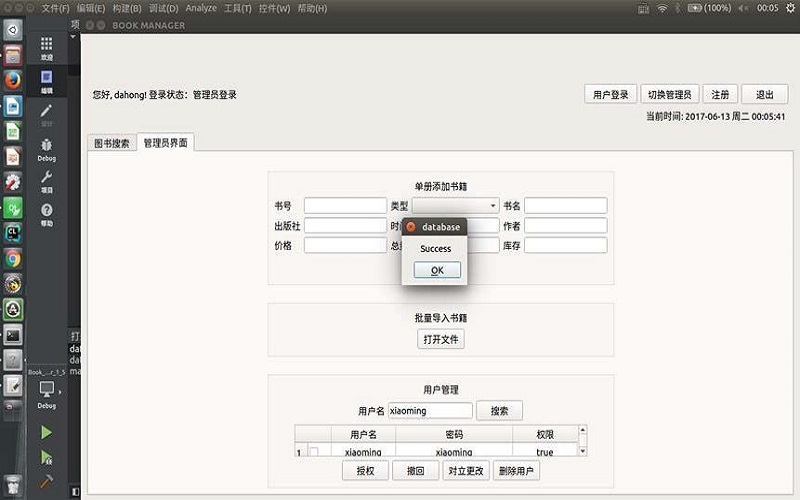 文件(F) 编辑(E) 构建(B) 调试(D) Analyze 工具(T) 控件(W) 帮助(H) (100%) 00:05
项 BOOK MANAGER
欢迎
编辑
设计
Debug
项目
帮助
Book_...r_1_5
Debug
您好, dahong! 登录状态：管理员登录
用户登录 切换管理员 注册 退出
当前时间: 2017-06-13 周二 00:05:41
图书搜索 管理员界面
单册添加书籍
书号 类型 书名
出版社 作者
价格 库存
database
Success
OK
批量导入书籍
打开文件
用户管理
用户名 xiaoming 搜索
用户名 密码 权限
1 xiaoming xiaoming true
授权 撤回 对立更改 删除用户